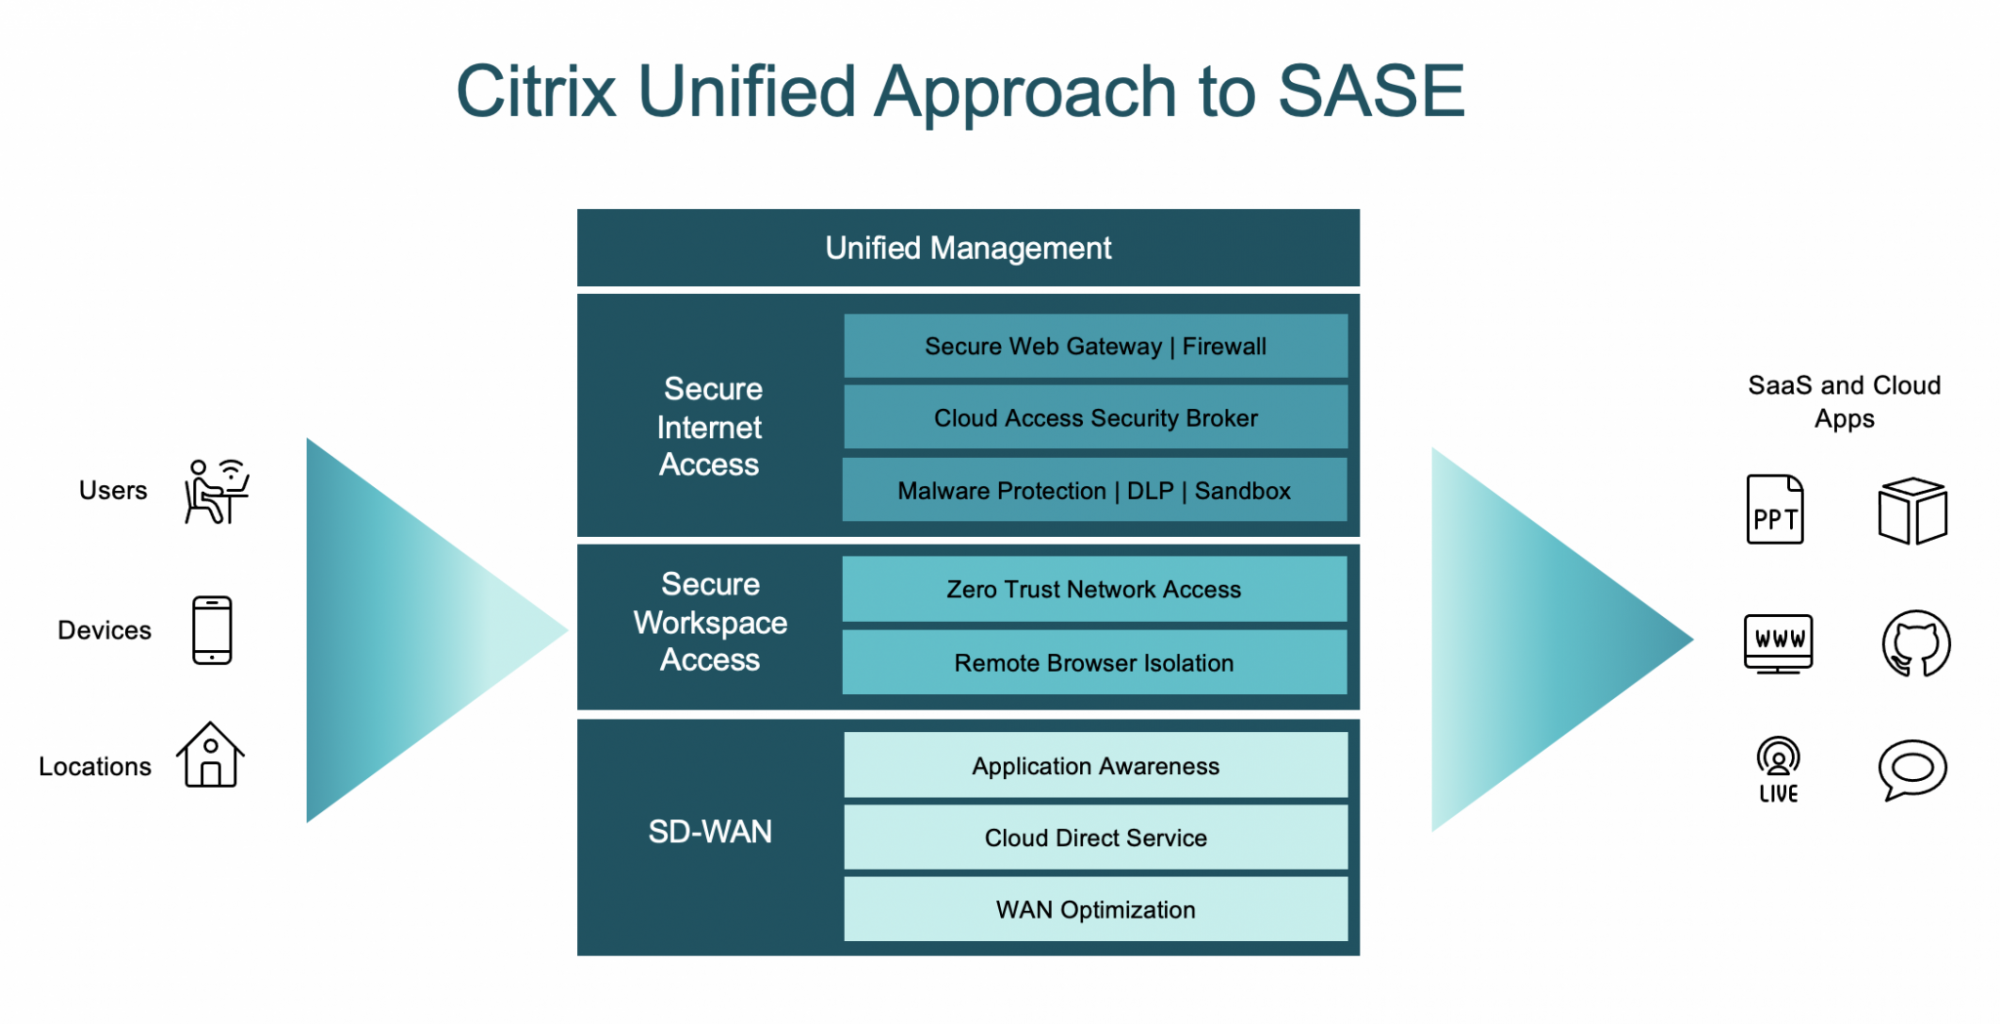 Citrix Unified Approach to SASE
Unified Management
Secure
Internet
Access
Secure Web Gateway | Firewall
Cloud Access Security Broker
Malware Protection | DLP | Sandbox
Secure
Workspace
Access
Zero Trust Network Access
Remote Browser Isolation
SD-WAN
Application Awareness
Cloud Direct Service
WAN Optimization
Users
Devices
Locations
SaaS and Cloud
Apps
PPT
WWW
LIVE